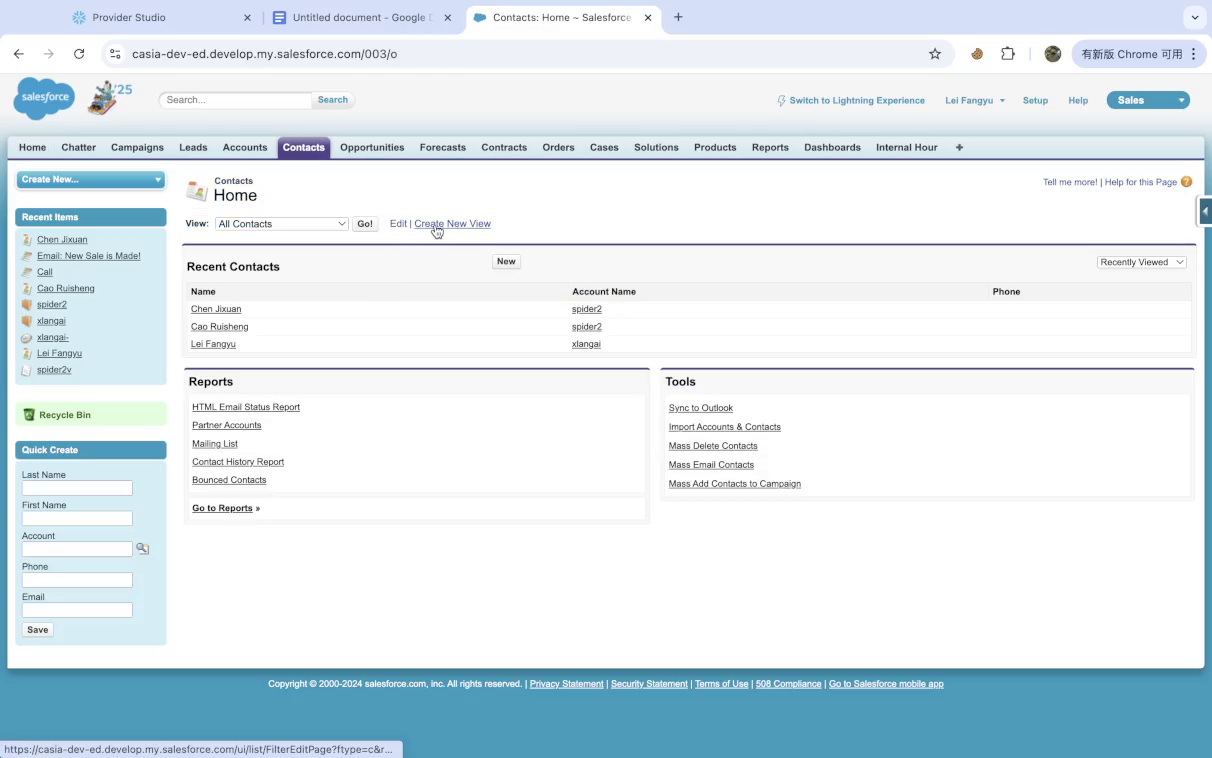 Provider Studio
Untitled document - Google D
Contacts: Home ~ Salesforce
casia-dev-ed.develop.my.salesforce.com/003/o
有新版 Chrome 可用
salesforce
'25
Search...
Search
Switch to Lightning Experience
Lei Fangyu
Setup
Help
Sales
Home
Chatter
Campaigns
Leads
Accounts
Contacts
Opportunities
Forecasts
Contracts
Orders
Cases
Solutions
Products
Reports
Dashboards
Internal Hour
Create New...
Recent Items
Chen Jixuan
Email: New Sale is Made!
Call
Cao Ruisheng
spider2
xlangai
xlangai-
Lei Fangyu
spider2v
Recycle Bin
Quick Create
Last Name
First Name
Account
Phone
Email
Save
Contacts
Home
Tell me more! | Help for this Page
View: All Contacts Go! Edit | Create New View
Recent Contacts New Recently Viewed
Name Account Name Phone
Chen Jixuan spider2
Cao Ruisheng spider2
Lei Fangyu xlangai
Reports
HTML Email Status Report
Partner Accounts
Mailing List
Contact History Report
Bounced Contacts
Go to Reports »
Tools
Sync to Outlook
Import Accounts & Contacts
Mass Delete Contacts
Mass Email Contacts
Mass Add Contacts to Campaign
Copyright © 2000-2024 salesforce.com, inc. All rights reserved. | Privacy Statement | Security Statement | Terms of Use | 508 Compliance | Go to Salesforce mobile app
https://casia-dev-ed.develop.my.salesforce.com/ui/list/FilterEditPage?ftype=c&r...